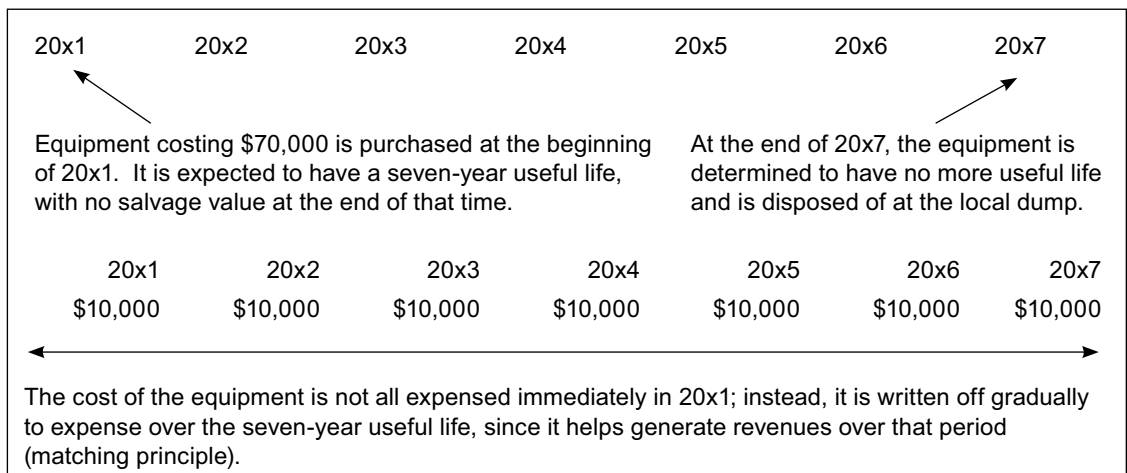 20x1 20x2 20x3 20x4 20x5 20x6 20x7
Equipment costing $70,000 is purchased at the beginning
of 20x1. It is expected to have a seven-year useful life,
with no salvage value at the end of that time.
At the end of 20x7, the equipment is
determined to have no more useful life
and is disposed of at the local dump.
20x1 20x2 20x3 20x4 20x5 20x6 20x7
$10,000 $10,000 $10,000 $10,000 $10,000 $10,000 $10,000
The cost of the equipment is not all expensed immediately in 20x1; instead, it is written off gradually
to expense over the seven-year useful life, since it helps generate revenues over that period
(matching principle).